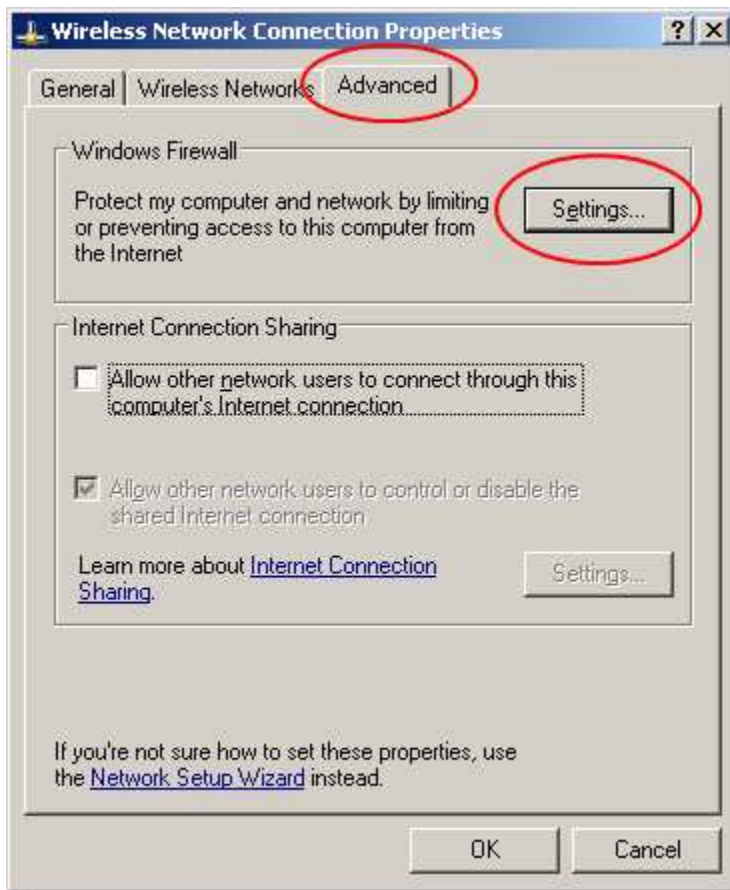 Wireless Network Connection Properties
General
Wireless Networks
Advanced
Windows Firewall
Protect my computer and network by limiting
or preventing access to this computer from
the Internet
Settings...
Internet Connection Sharing
Allow other network users to connect through this
computer's Internet connection
Allow other network users to control or disable the
shared Internet connection
Learn more about Internet Connection
Sharing.
Settings...
If you're not sure how to set these properties, use
the Network Setup Wizard instead.
OK
Cancel